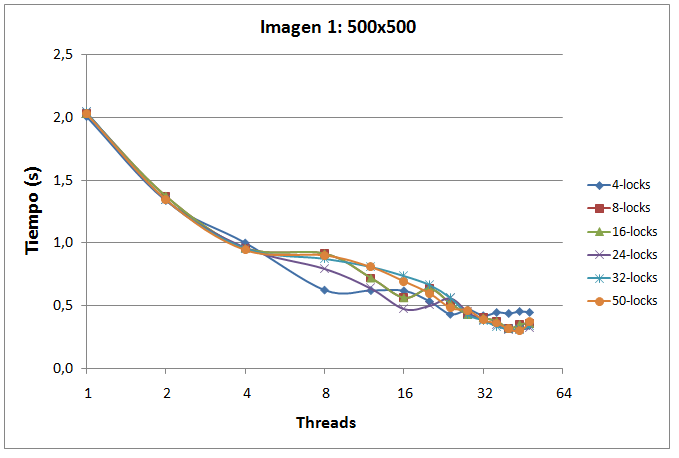 Imagen 1: 500x500
Tiempo (s)
2,5
2,0
1,5
1,0
0,5
0,0
1 2 4 8 16 32 64
Threads
4-locks
8-locks
16-locks
24-locks
32-locks
50-locks